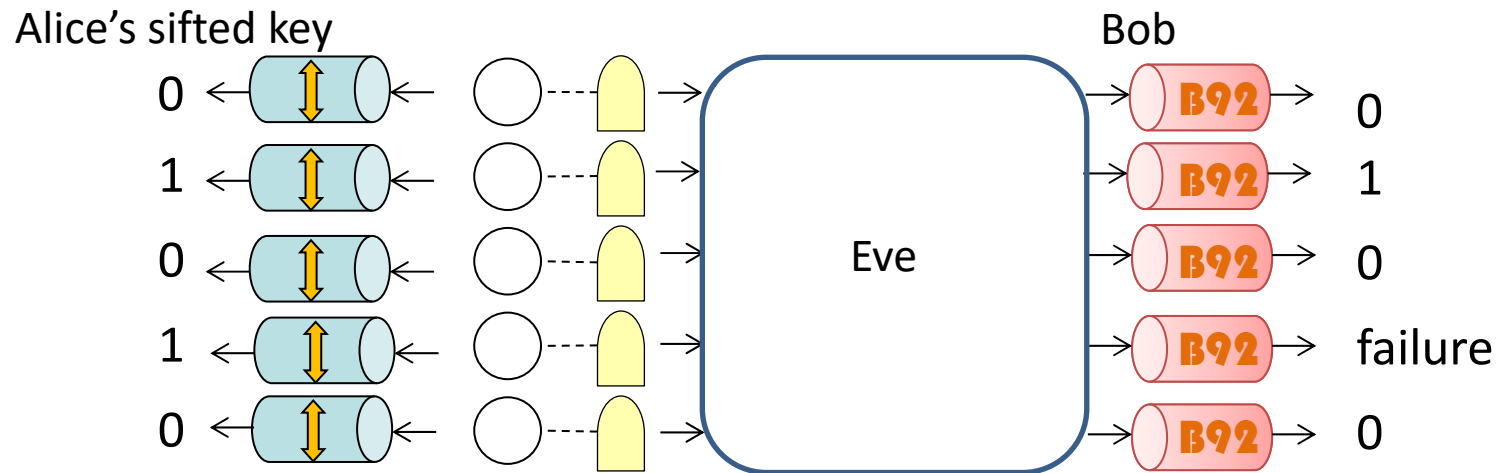 Alice’s sifted key
Bob
0 B92 0
1 B92 1
0 Eve B92 0
1 B92 failure
0 B92 0